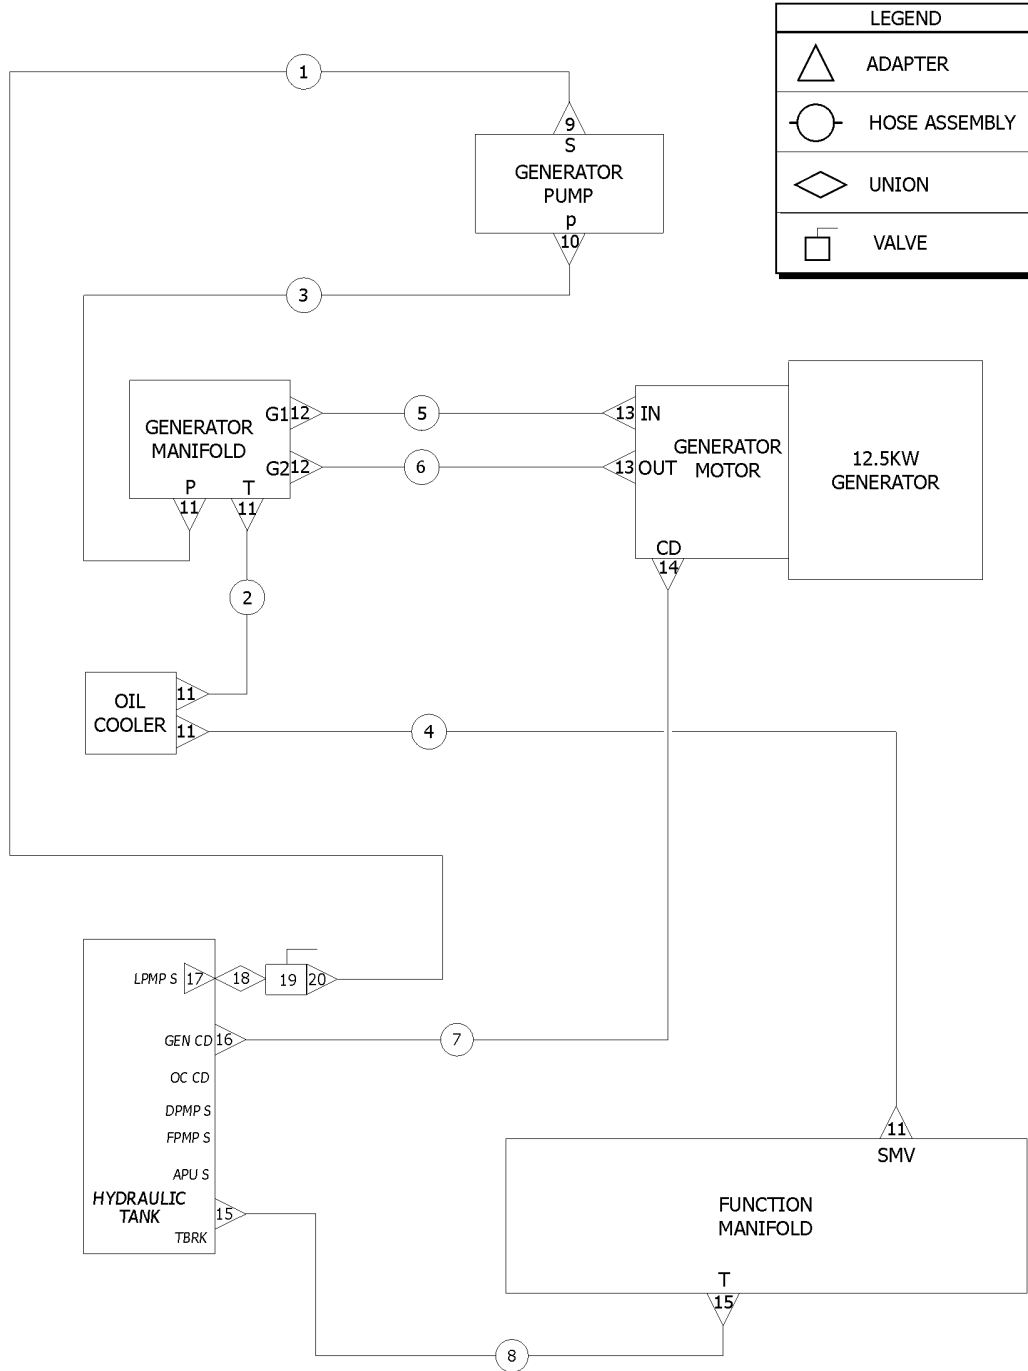 LEGEND
ADAPTER
HOSE ASSEMBLY
UNION
VALVE
1
9
S
GENERATOR
PUMP
p
10
3
GENERATOR
MANIFOLD
G1
12
5
13
IN
G2
12
6
13
OUT
GENERATOR
MOTOR
12.5KW
GENERATOR
P
T
11
11
CD
14
2
OIL
COOLER
11
11
4
LPMP S
17
18
19
20
GEN CD
16
7
OC CD
DPMP S
FPMP S
APU S
HYDRAULIC
TANK
15
TBRK
11
SMV
FUNCTION
MANIFOLD
T
15
8